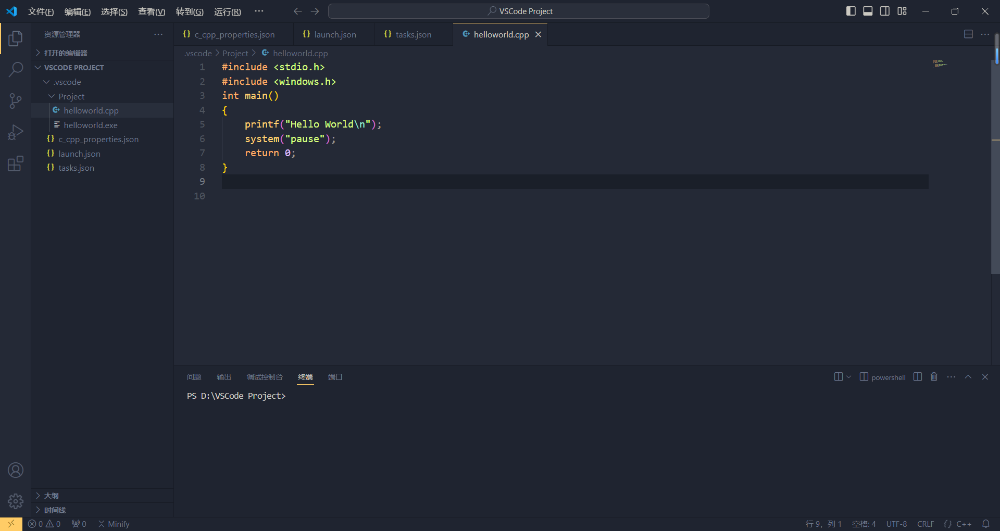 文件(F) 编辑(E) 选择(S) 查看(V) 转到(G) 运行(R) ··· VSCode Project
资源管理器
打开的编辑器
VSCODE PROJECT
.vscode
Project
helloworld.cpp
helloworld.exe
{} c_cpp_properties.json
{} launch.json
{} tasks.json
大纲
时间线
{} c_cpp_properties.json {} launch.json {} tasks.json helloworld.cpp
.vscode > Project > helloworld.cpp
1 #include <stdio.h>
2 #include <windows.h>
3 int main()
4 {
5 printf("Hello World\n");
6 system("pause");
7 return 0;
8 }
9
10
问题 输出 调试控制台 终端 端口 powershell
PS D:\VSCode Project>
0 0 0 Minify 行 9，列 1 空格: 4 UTF-8 CRLF {} C++